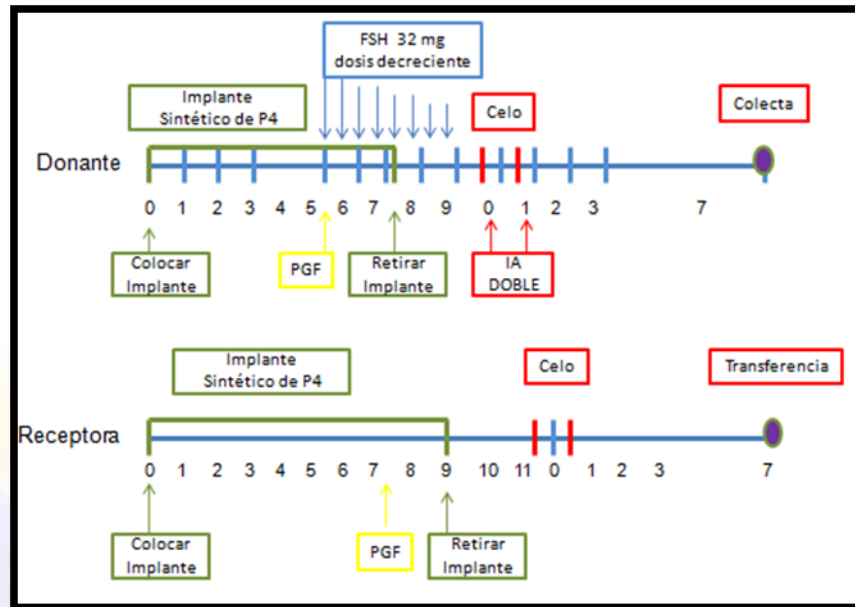 FSH 32 mg
dosis decreciente
Implante
Sintético de P4
Celo
Colecta
Donante
0 1 2 3 4 5 6 7 8 9 0 1 2 3 7
Colocar
Implante
PGF
Retirar
Implante
IA
DOBLE
Implante
Sintético de P4
Celo
Transferencia
Receptora
0 1 2 3 4 5 6 7 8 9 10 11 0 1 2 3 7
Colocar
Implante
PGF
Retirar
Implante